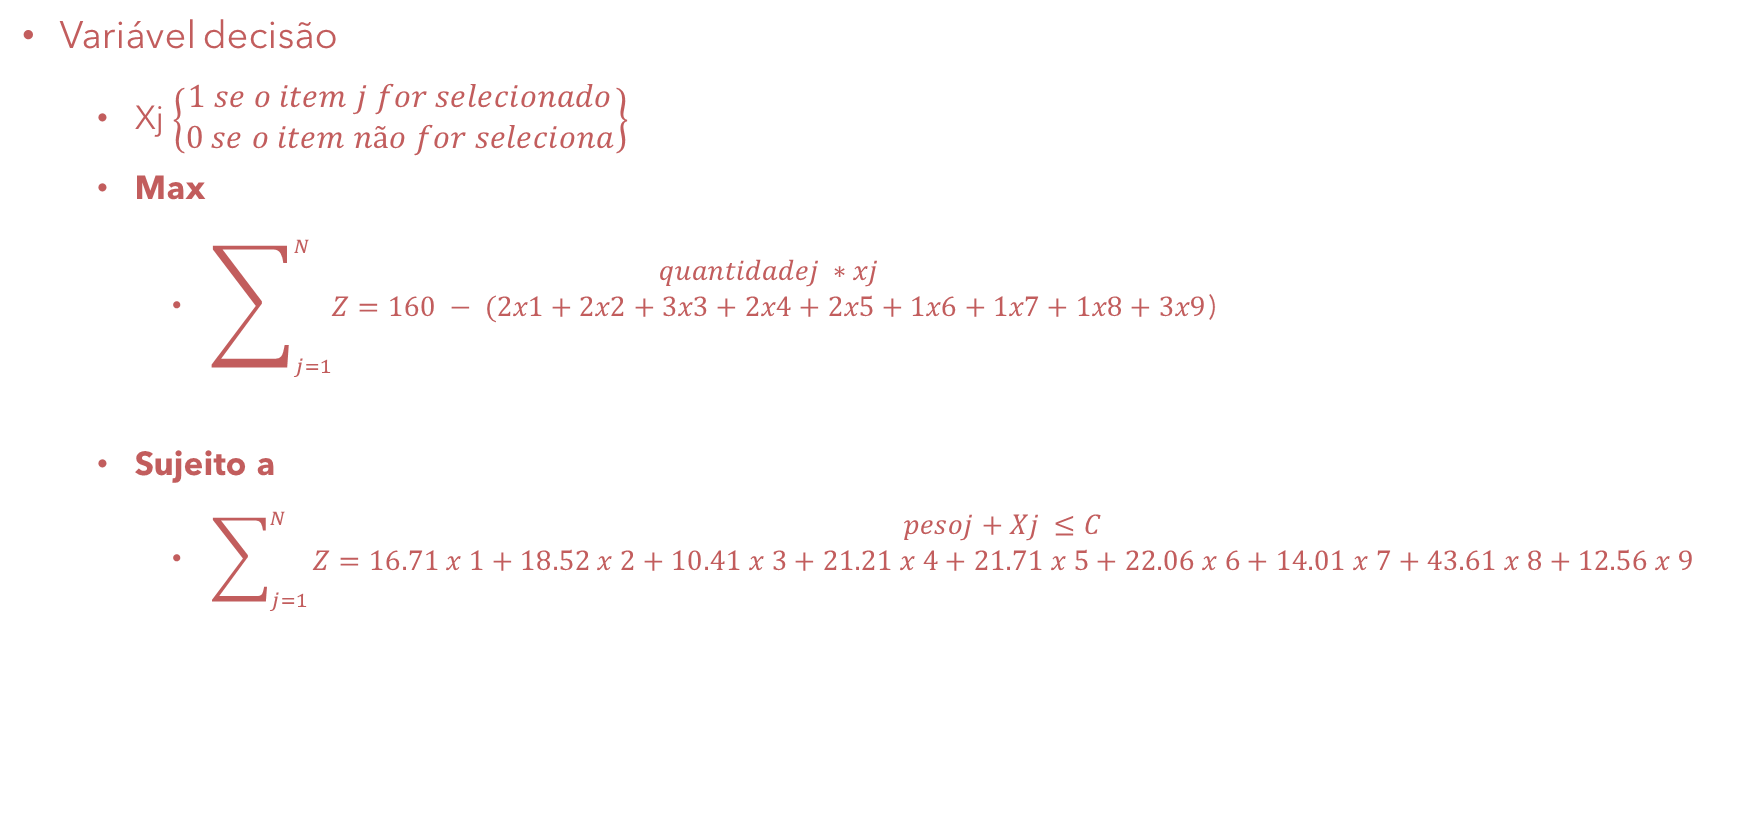 • Variável decisão
• Xj {1 se o item j for selecionado
0 se o item não for seleciona}
• Max
• ∑ N j=1 quantidadej ∗ xj
Z = 160 − (2x1 + 2x2 + 3x3 + 2x4 + 2x5 + 1x6 + 1x7 + 1x8 + 3x9)
• Sujeito a
• ∑ N j=1 pesoj + Xj ≤ C
Z = 16.71 x 1 + 18.52 x 2 + 10.41 x 3 + 21.21 x 4 + 21.71 x 5 + 22.06 x 6 + 14.01 x 7 + 43.61 x 8 + 12.56 x 9